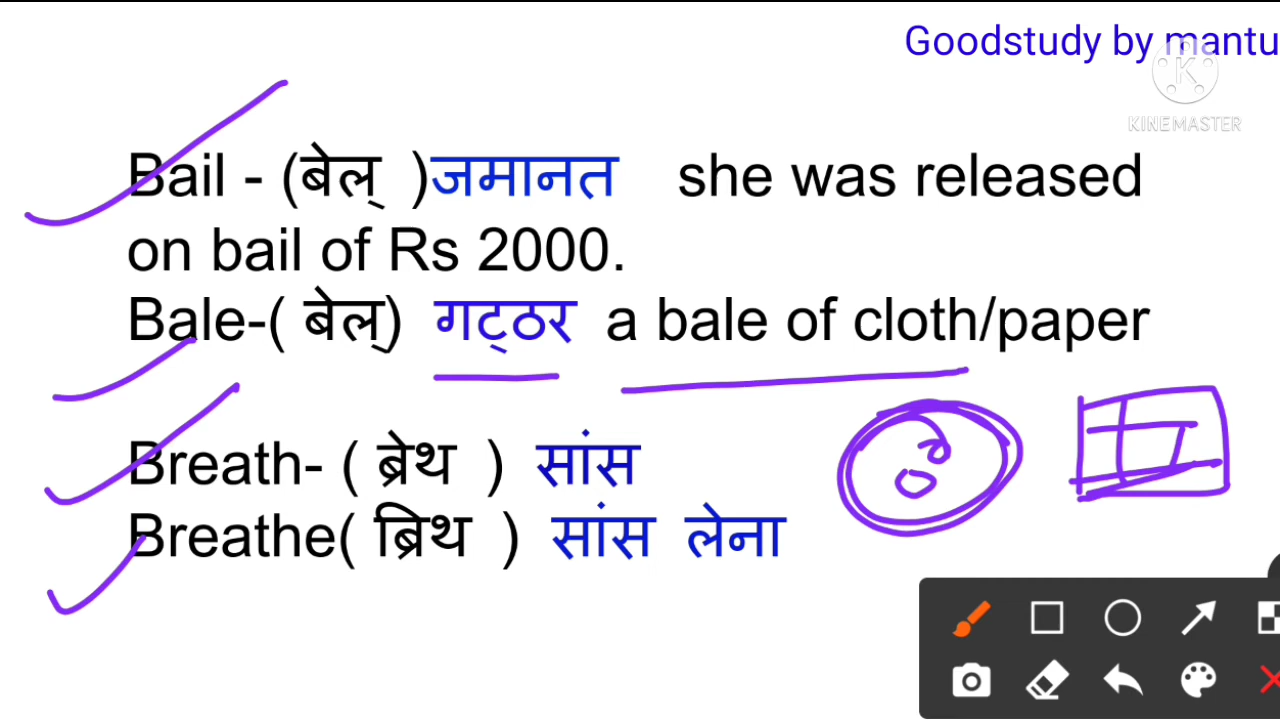 Goodstudy by mantu
KINEMASTER
Bail - (बेल् )जमानत she was released
on bail of Rs 2000.
Bale-( बेल्) गट्ठर a bale of cloth/paper
Breath- ( ब्रेथ ) सांस
Breathe( ब्रिथ ) सांस लेना